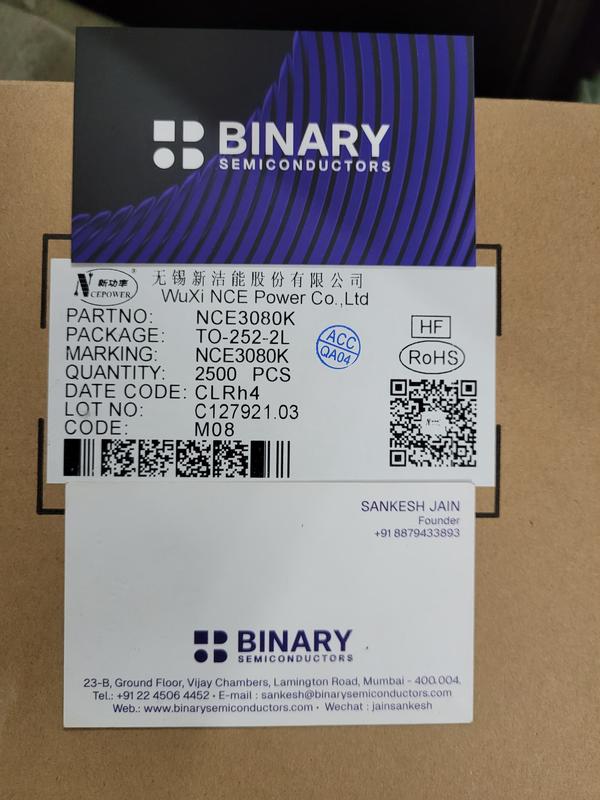 BINARY
SEMICONDUCTORS
新功率
NCEPOWER
®
无锡新洁能股份有限公司
WuXi NCE Power Co.,Ltd
PARTNO: NCE3080K
PACKAGE: TO-252-2L
MARKING: NCE3080K
QUANTITY: 2500 PCS
DATE CODE: CLRh4
LOT NO: C127921.03
CODE: M08
ACC
QA04
HF
RoHS
SANKESH JAIN
Founder
+91 8879433893
BINARY
SEMICONDUCTORS
23-B, Ground Floor, Vijay Chambers, Lamington Road, Mumbai - 400 004.
Tel.: +91 22 4506 4452 • E-mail : sankesh@binarysemiconductors.com
Web.: www.binarysemiconductors.com • Wechat : jainsankesh